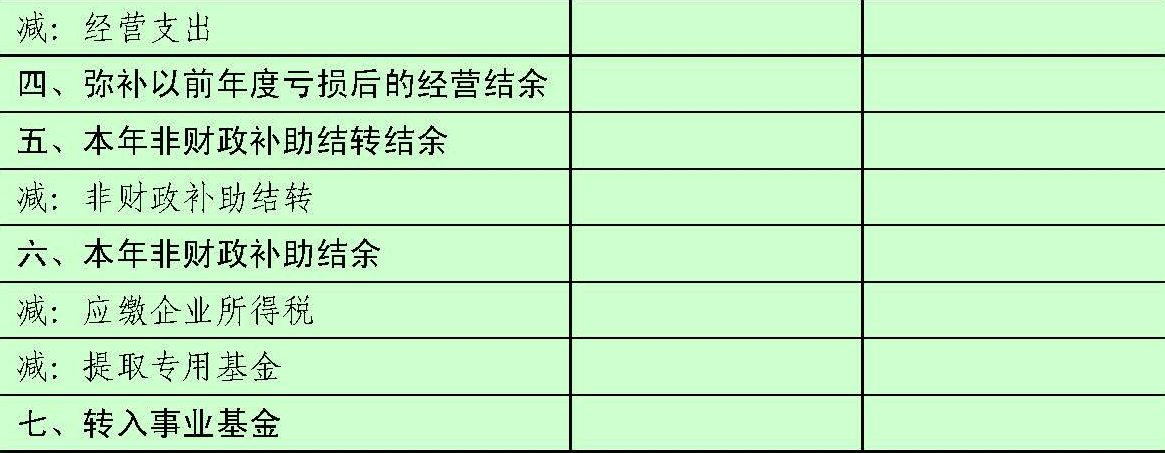 减：经营支出
四、弥补以前年度亏损后的经营结余
五、本年非财政补助结转结余
减：非财政补助结转
六、本年非财政补助结余
减：应缴企业所得税
减：提取专用基金
七、转入事业基金